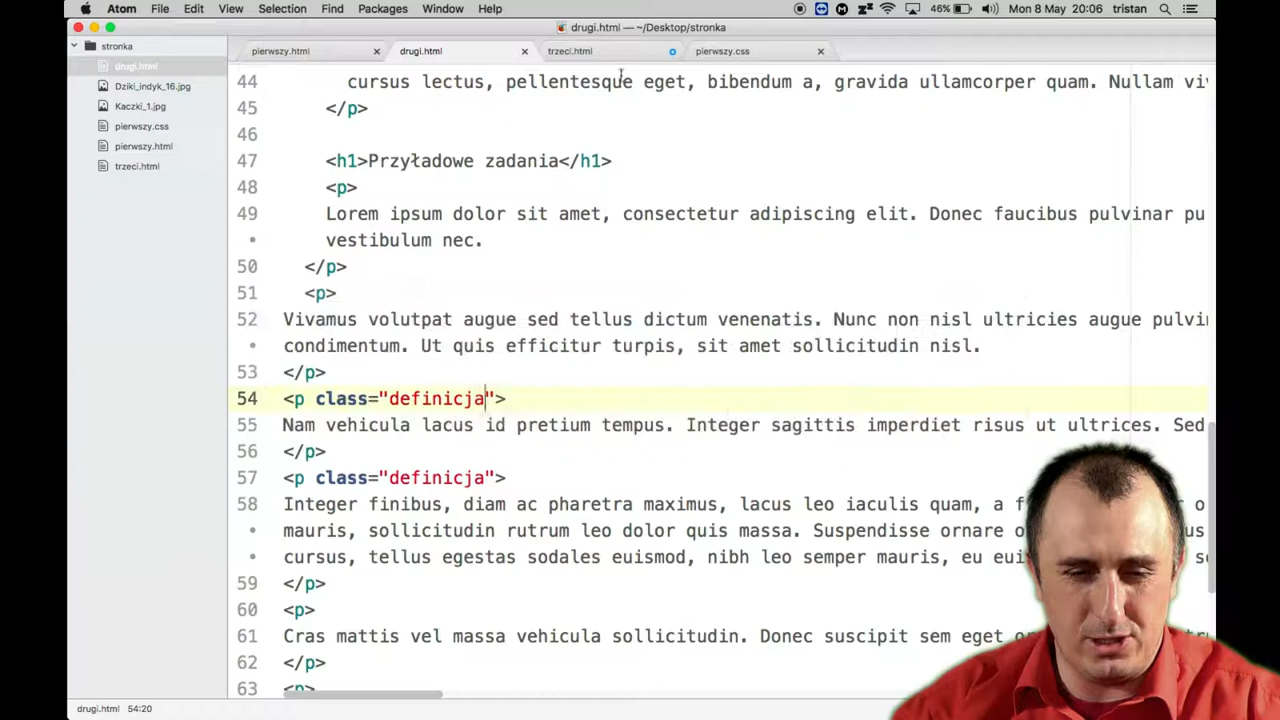 Atom File Edit View Selection Find Packages Window Help 46% Mon 8 May 20:06 tristan
drugi.html — ~/Desktop/stronka
stronka
drugi.html
Dziki_indyk_16.jpg
Kaczki_1.jpg
pierwszy.css
pierwszy.html
trzeci.html
pierwszy.html drugi.html trzeci.html pierwszy.css
44 cursus lectus, pellentesque eget, bibendum a, gravida ullamcorper quam. Nullam
45 </p>
46
47 <h1>Przyładowe zadania</h1>
48 <p>
49 Lorem ipsum dolor sit amet, consectetur adipiscing elit. Donec faucibus pulvinar
vestibulum nec.
50 </p>
51 <p>
52 Vivamus volutpat augue sed tellus dictum venenatis. Nunc non nisl ultricies augue
condimentum. Ut quis efficitur turpis, sit amet sollicitudin nisl.
53 </p>
54 <p class="definicja">
55 Nam vehicula lacus id pretium tempus. Integer sagittis imperdiet risus ut ultrices. Sed
56 </p>
57 <p class="definicja">
58 Integer finibus, diam ac pharetra maximus, lacus leo iaculis quam, a
mauris, sollicitudin rutrum leo dolor quis massa. Suspendisse ornare
cursus, tellus egestas sodales euismod, nibh leo semper mauris, eu
59 </p>
60 <p>
61 Cras mattis vel massa vehicula sollicitudin. Donec suscipit sem eget
62 </p>
63 <p>
drugi.html 54:20